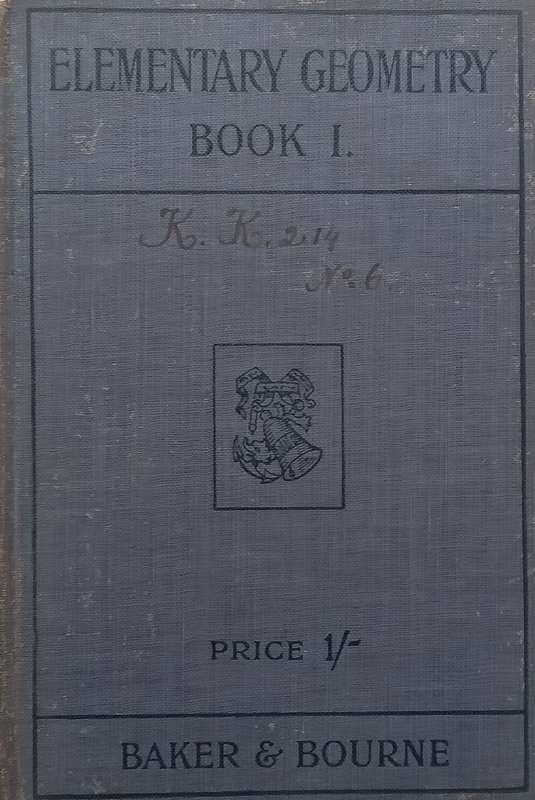 ELEMENTARY GEOMETRY
BOOK I.
K. K. 2.14
No. 6.
PRICE 1/-
BAKER & BOURNE